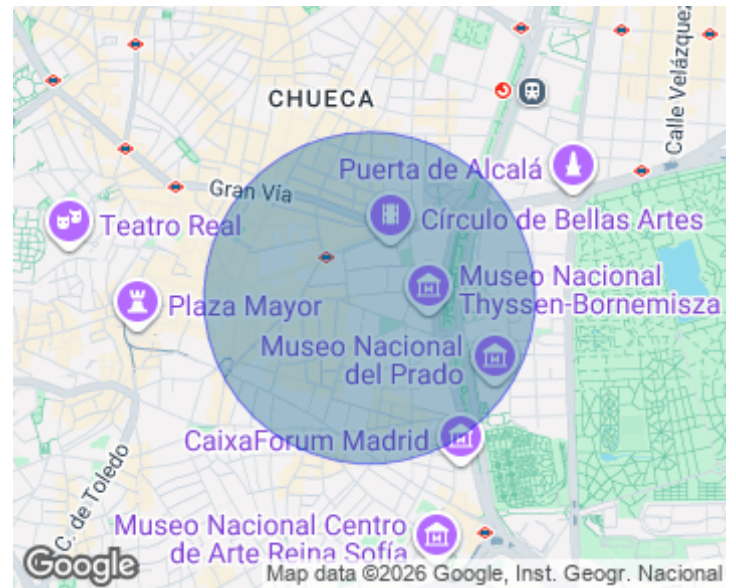 CHUECA
Calle Velázquez
Puerta de Alcalá
Gran Vía
Teatro Real
Círculo de Bellas Artes
Museo Nacional
Thyssen-Bornemisza
Plaza Mayor
Museo Nacional
del Prado
CaixaForum Madrid
C. de Toledo
Museo Nacional Centro
de Arte Reina Sofía
Google
Map data ©2026 Google, Inst. Geogr. Nacional